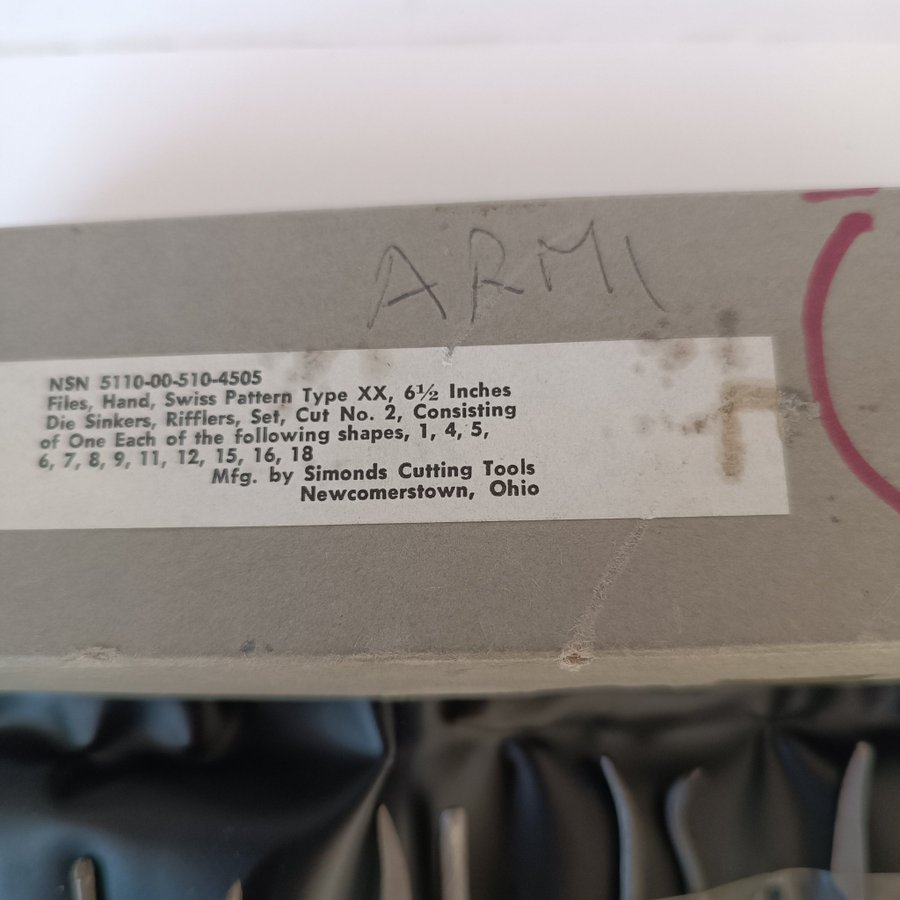 ARMI
NSN 5110-00-510-4505
Files, Hand, Swiss Pattern Type XX, 6½ Inches
Die Sinkers, Rifflers, Set, Cut No. 2, Consisting
of One Each of the following shapes, 1, 4, 5,
6, 7, 8, 9, 11, 12, 15, 16, 18
Mfg. by Simonds Cutting Tools
Newcomerstown, Ohio